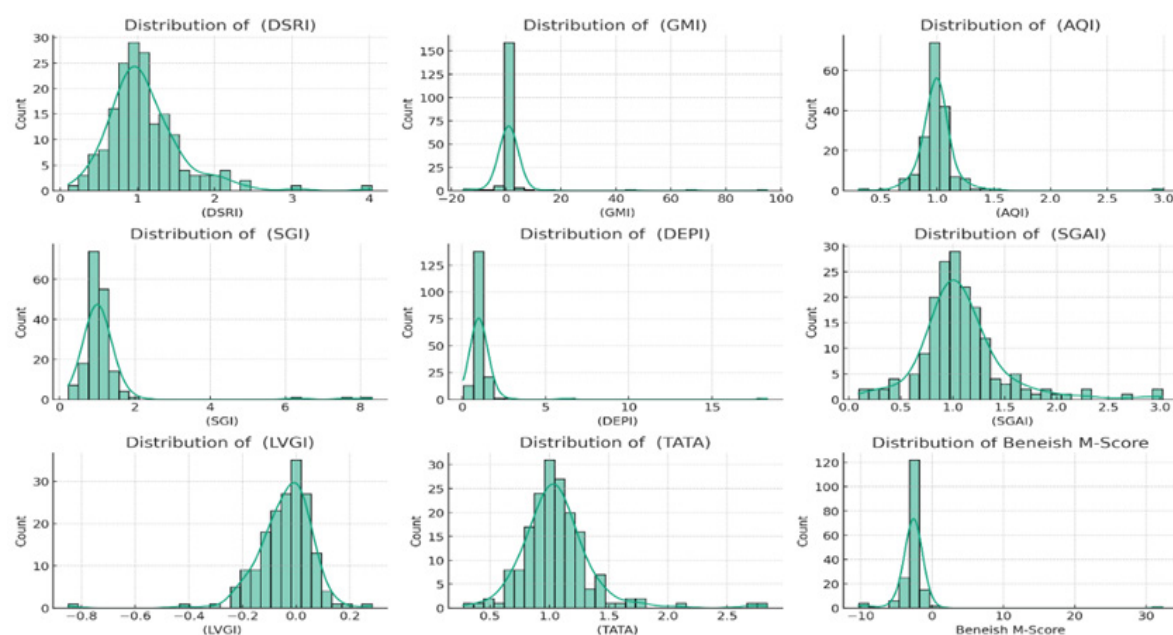 Distribution of (DSRI)
Count
30
25
20
15
10
5
0
0 1 2 3 4
(DSRI)
Distribution of (GMI)
Count
150
125
100
75
50
25
0
−20 0 20 40 60 80 100
(GMI)
Distribution of (AQI)
Count
60
40
20
0
0.5 1.0 1.5 2.0 2.5 3.0
(AQI)
Distribution of (SGI)
Count
60
40
20
0
0 2 4 6 8
(SGI)
Distribution of (DEPI)
Count
125
100
75
50
25
0
0 5 10 15
(DEPI)
Distribution of (SGAI)
Count
30
25
20
15
10
5
0
0.0 0.5 1.0 1.5 2.0 2.5 3.0
(SGAI)
Distribution of (LVGI)
Count
30
20
10
0
−0.8 −0.6 −0.4 −0.2 0.0 0.2
(LVGI)
Distribution of (TATA)
Count
30
25
20
15
10
5
0
0.5 1.0 1.5 2.0 2.5
(TATA)
Distribution of Beneish M-Score
Count
120
100
80
60
40
20
0
−10 0 10 20 30
Beneish M-Score